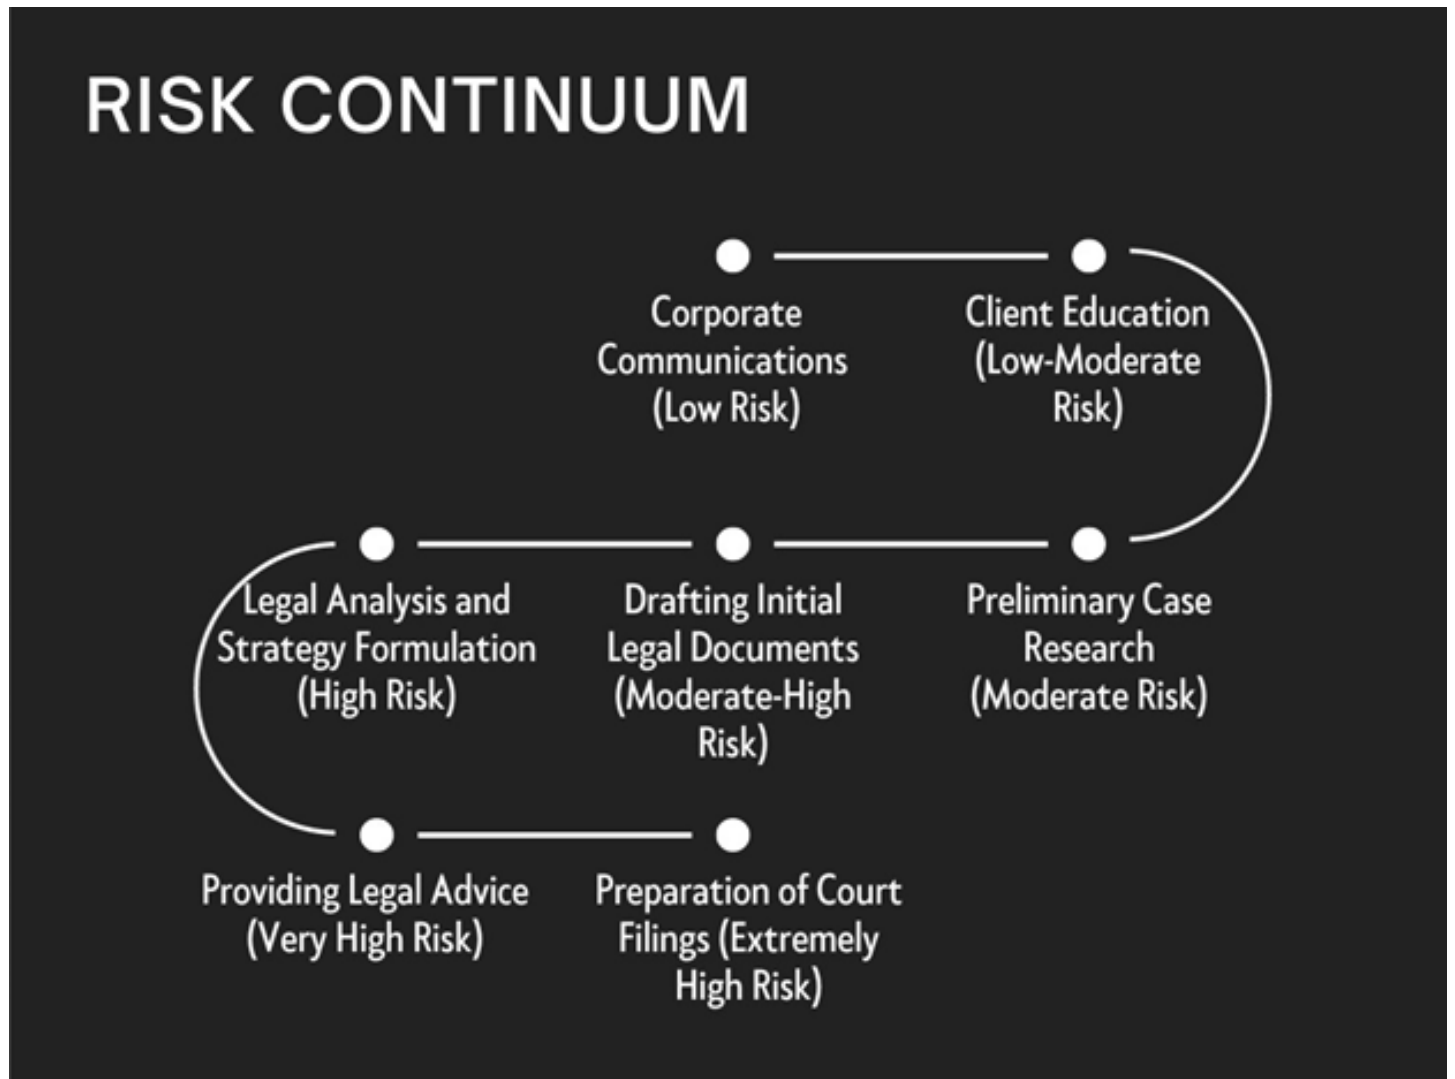 RISK CONTINUUM
Corporate
Communications
(Low Risk)
Client Education
(Low-Moderate
Risk)
Preliminary Case
Research
(Moderate Risk)
Drafting Initial
Legal Documents
(Moderate-High
Risk)
Legal Analysis and
Strategy Formulation
(High Risk)
Providing Legal Advice
(Very High Risk)
Preparation of Court
Filings (Extremely
High Risk)